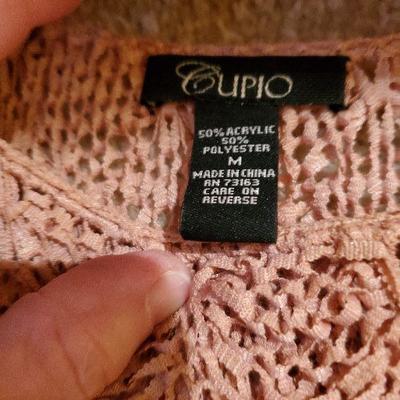 CUPIO
50% ACRYLIC
50%
POLYESTER
M
MADE IN CHINA
RN 73163
CARE ON
REVERSE